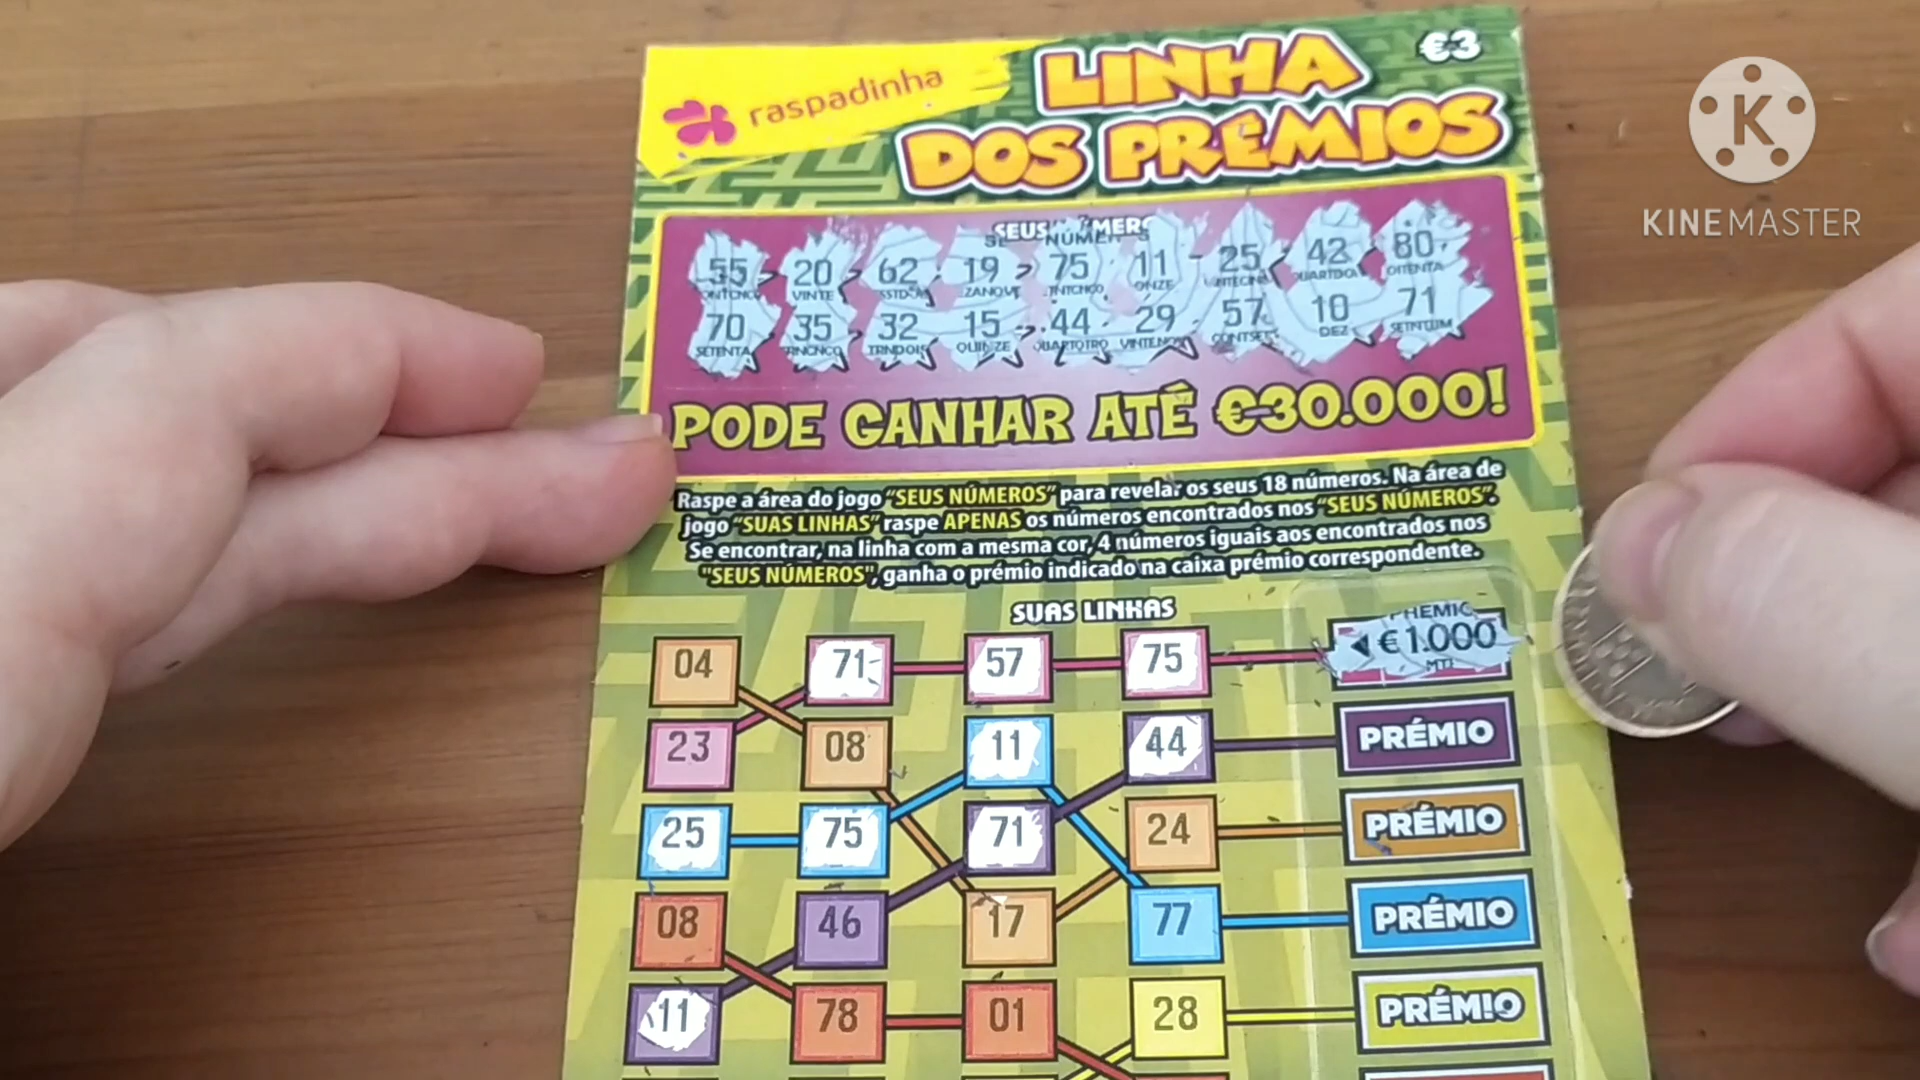 raspadinha
LINHA
DOS PRÉMIOS
€3
KINEMASTER
55 20 62 19 75 11 25 42 80
VINTE ONZE OITENTA
70 35 32 15 44 29 57 10 71
SETENTA DEZ
PODE GANHAR ATÉ €30.000!
Raspe a área do jogo "SEUS NÚMEROS" para revelar os seus 18 números. Na área de
jogo "SUAS LINHAS" raspe APENAS os números encontrados nos "SEUS NÚMEROS".
Se encontrar, na linha com a mesma cor, 4 números iguais aos encontrados nos
"SEUS NÚMEROS", ganha o prémio indicado na caixa prémio correspondente.
SUAS LINHAS
04 71 57 75 €1.000
23 08 11 44 PRÉMIO
25 75 71 24 PRÉMIO
08 46 17 77 PRÉMIO
11 78 01 28 PRÉMIO